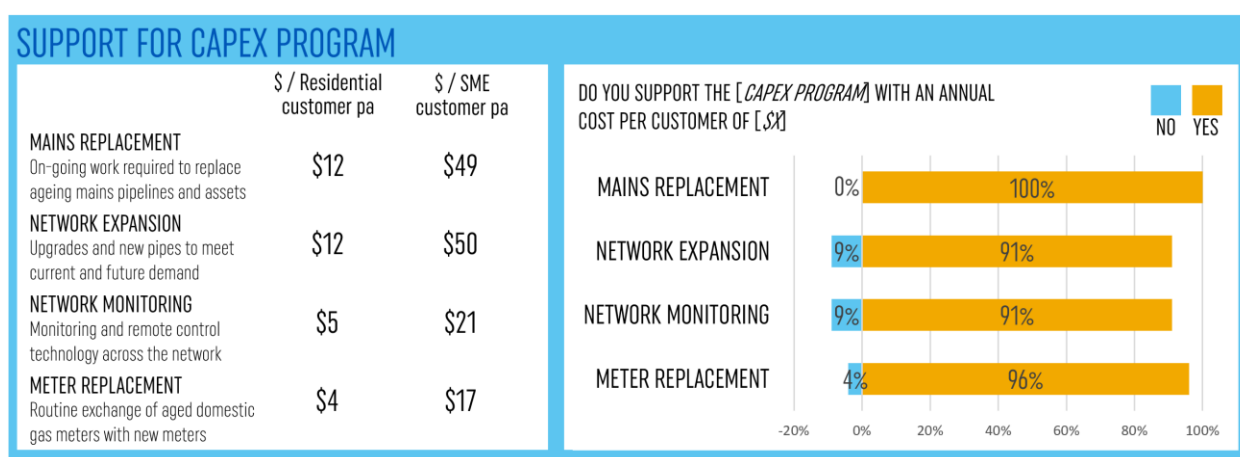 SUPPORT FOR CAPEX PROGRAM
$ / Residential
customer pa
$ / SME
customer pa
MAINS REPLACEMENT
On-going work required to replace
ageing mains pipelines and assets
$12
$49
NETWORK EXPANSION
Upgrades and new pipes to meet
current and future demand
$12
$50
NETWORK MONITORING
Monitoring and remote control
technology across the network
$5
$21
METER REPLACEMENT
Routine exchange of aged domestic
gas meters with new meters
$4
$17
DO YOU SUPPORT THE [CAPEX PROGRAM] WITH AN ANNUAL
COST PER CUSTOMER OF [$X]
NO YES
MAINS REPLACEMENT 0% 100%
NETWORK EXPANSION 9% 91%
NETWORK MONITORING 9% 91%
METER REPLACEMENT 4% 96%
-20% 0% 20% 40% 60% 80% 100%